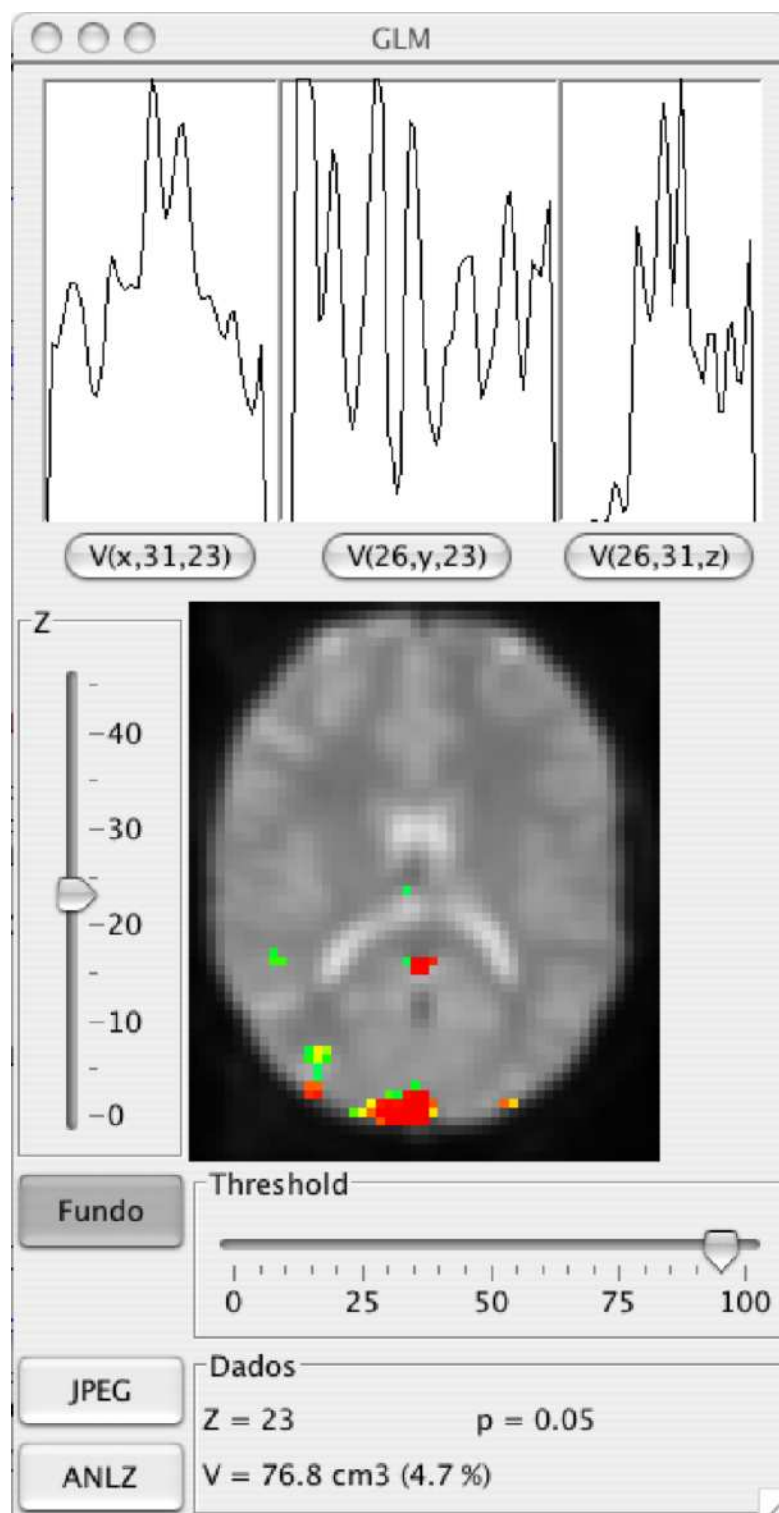 GLM
V(x,31,23) V(26,y,23) V(26,31,z)
Z
40
30
20
10
0
Fundo
Threshold
0 25 50 75 100
JPEG
Dados
Z = 23 p = 0.05
ANLZ
V = 76.8 cm3 (4.7 %)